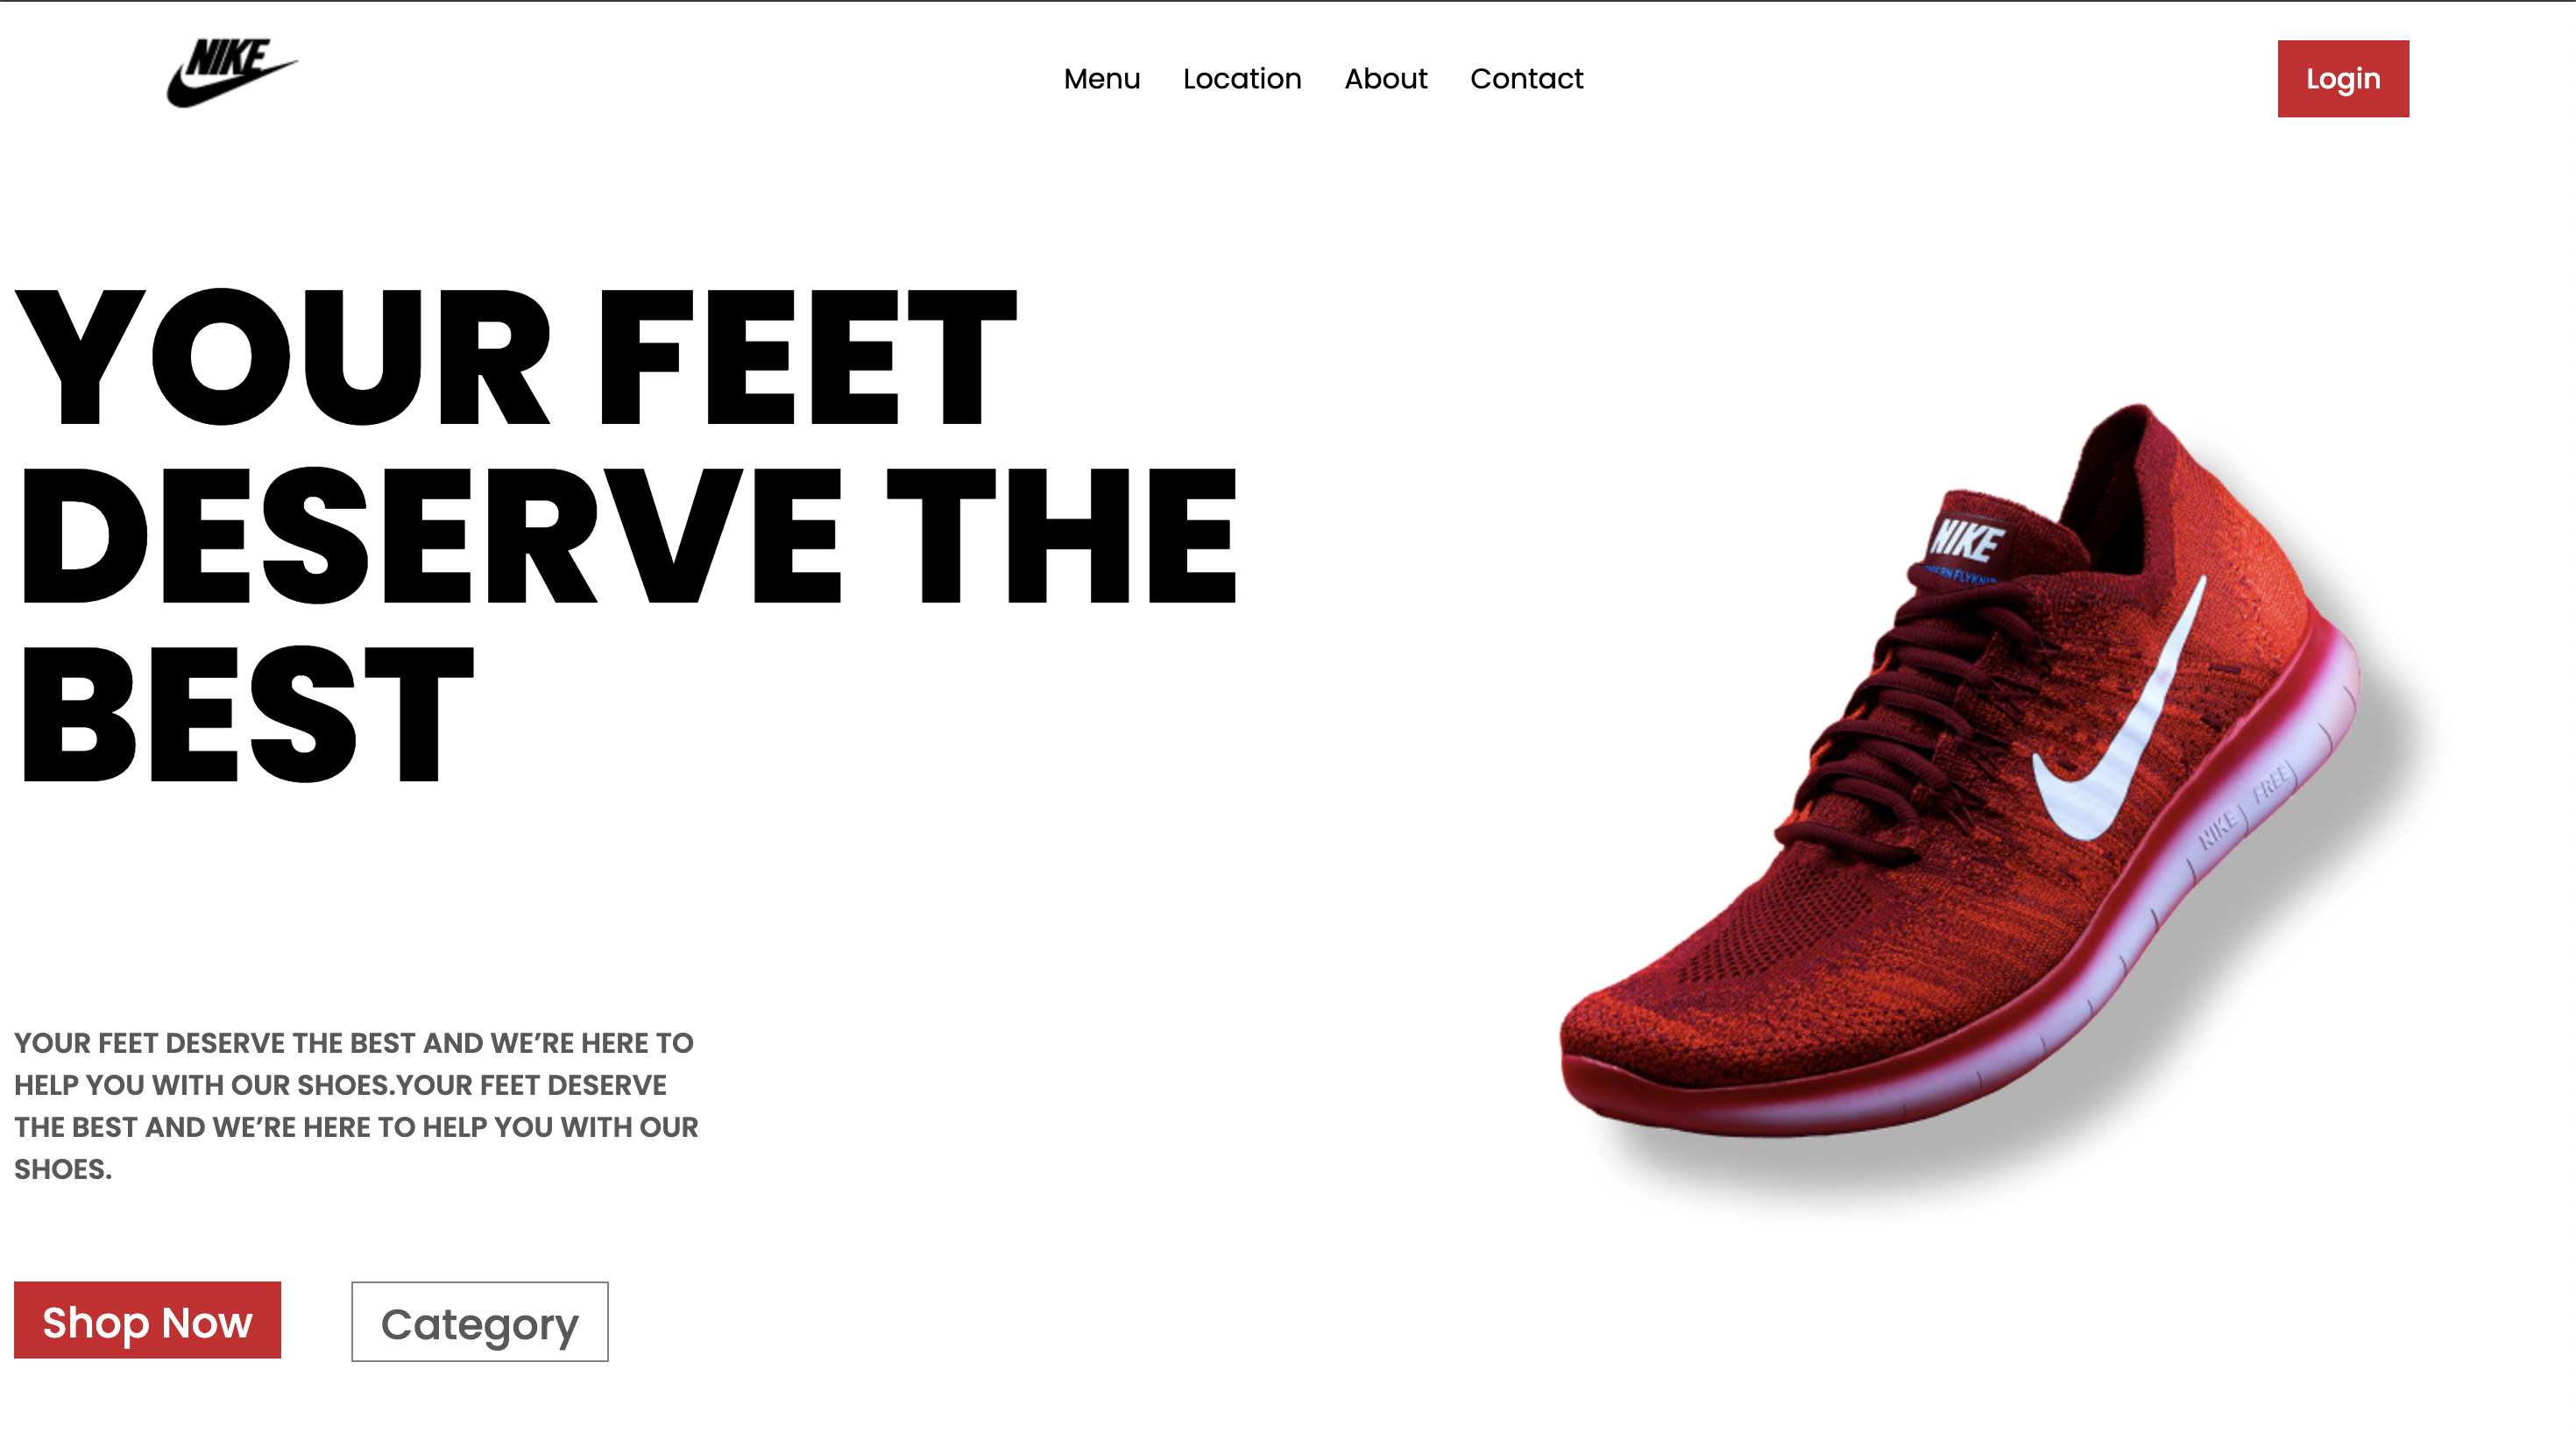 NIKE
Menu Location About Contact
Login
YOUR FEET
DESERVE THE
BEST
NIKE
NIKE FREE
YOUR FEET DESERVE THE BEST AND WE’RE HERE TO
HELP YOU WITH OUR SHOES.YOUR FEET DESERVE
THE BEST AND WE’RE HERE TO HELP YOU WITH OUR
SHOES.
Shop Now
Category